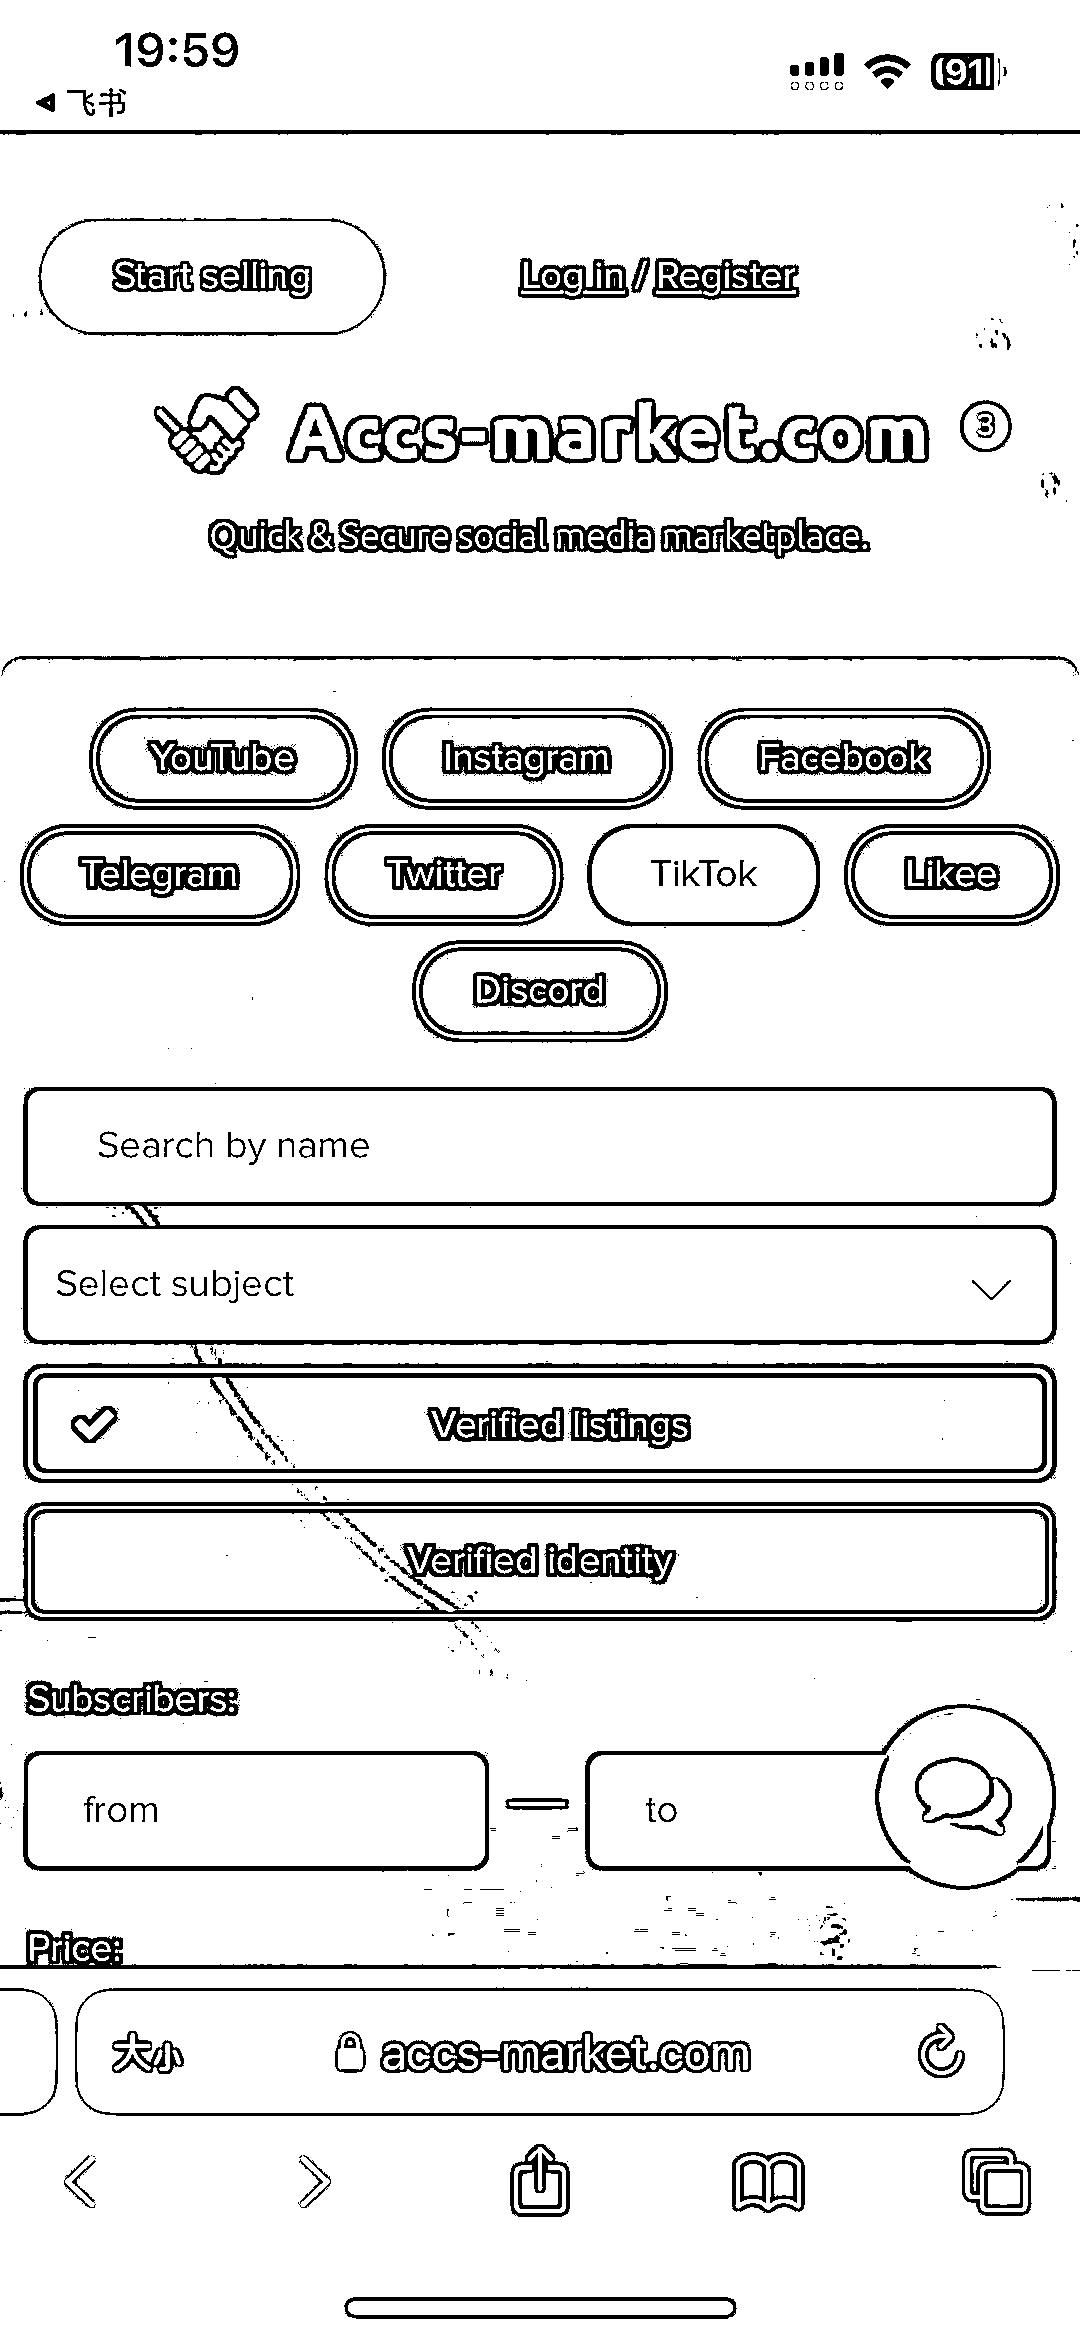 19:59
91
◀ 飞书
Start selling
Log in / Register
Accs-market.com 3
Quick & Secure social media marketplace.
YouTube Instagram Facebook
Telegram Twitter TikTok Likee
Discord
Search by name
Select subject
Verified listings
Verified identity
Subscribers:
from — to
Price:
大小 accs-market.com